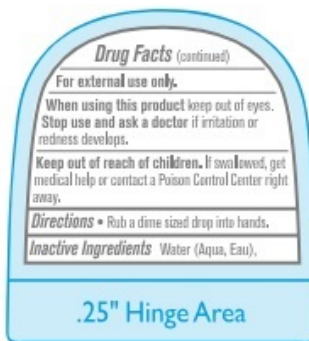 Drug Facts (continued)
For external use only.
When using this product keep out of eyes.
Stop use and ask a doctor if irritation or
redness develops.
Keep out of reach of children. If swallowed, get
medical help or contact a Poison Control Center right
away.
Directions • Rub a dime sized drop into hands.
Inactive Ingredients Water (Aqua, Eau),
.25" Hinge Area